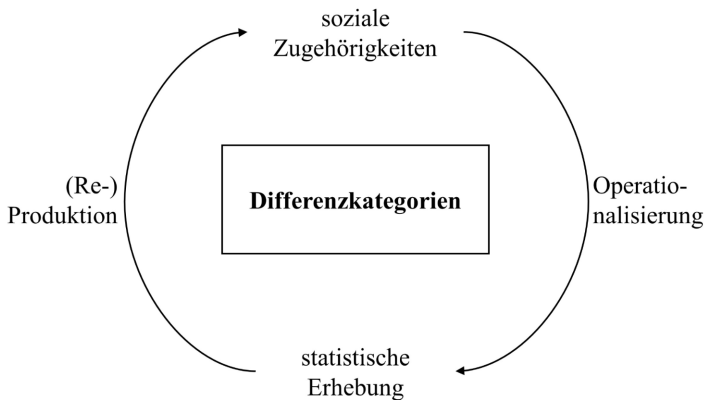 soziale
Zugehörigkeiten
(Re-)
Produktion
Differenzkategorien
Operatio-
nalisierung
statistische
Erhebung